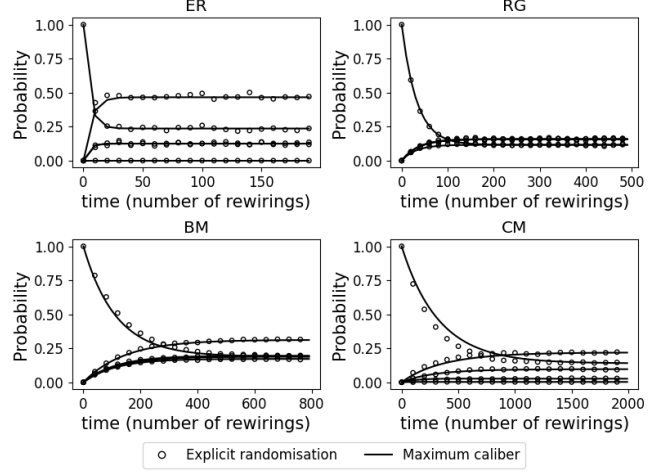 ER
1.00
0.75
0.50
0.25
0.00
Probability
0 50 100 150
time (number of rewirings)
RG
1.00
0.75
0.50
0.25
0.00
Probability
0 100 200 300 400 500
time (number of rewirings)
BM
1.00
0.75
0.50
0.25
0.00
Probability
0 200 400 600 800
time (number of rewirings)
CM
1.00
0.75
0.50
0.25
0.00
Probability
0 500 1000 1500 2000
time (number of rewirings)
Explicit randomisation Maximum caliber